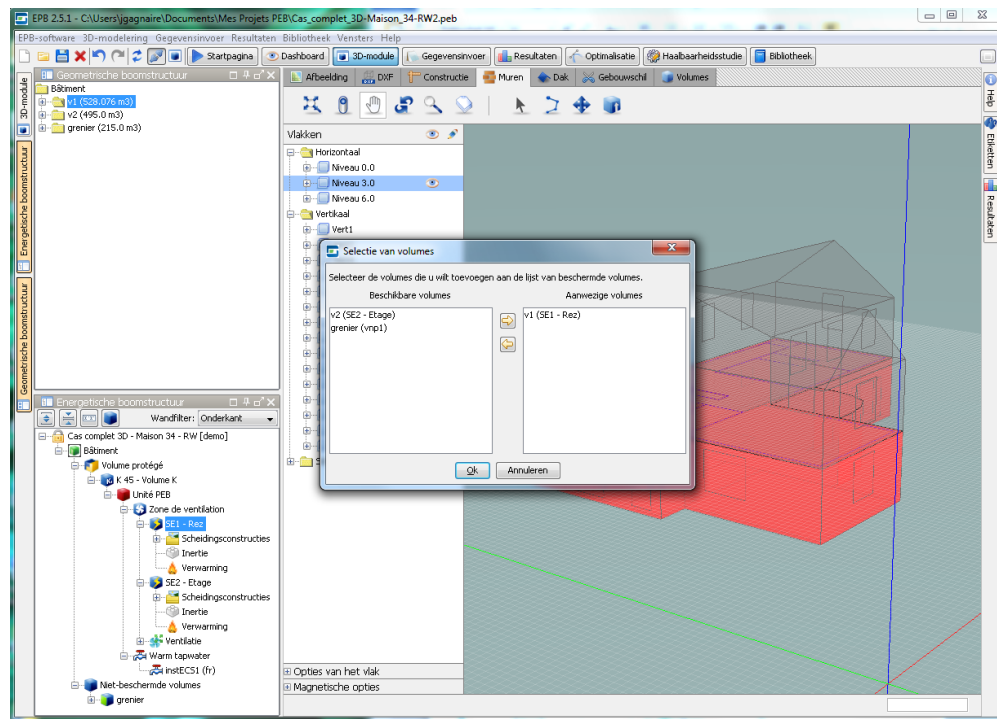 EPB 2.5.1 - C:\Users\jgagnaire\Documents\Mes Projets PEB\Cas_complet_3D-Maison_34-RW2.peb
EPB-software 3D-modelering Gegevensinvoer Resultaten Bibliotheek Vensters Help
Startpagina Dashboard 3D-module Gegevensinvoer Resultaten Optimalisatie Haalbaarheidsstudie Bibliotheek
Geometrische boomstructuur
Bâtiment
v1 (528.076 m3)
v2 (495.0 m3)
grenier (215.0 m3)
3D-module
Energetische boomstructuur
Geometrische boomstructuur
Afbeelding DXF Constructie Muren Dak Gebouwschil Volumes
Vlakken
Horizontaal
Niveau 0.0
Niveau 3.0
Niveau 6.0
Vertikaal
Vert1
S
Selectie van volumes
Selecteer de volumes die u wilt toevoegen aan de lijst van beschermde volumes.
Beschikbare volumes Aanwezige volumes
v2 (SE2 - Etage)
grenier (vnp1)
v1 (SE1 - Rez)
Ok Annuleren
Energetische boomstructuur
Wandfilter: Onderkant
Cas complet 3D - Maison 34 - RW [demo]
Bâtiment
Volume protégé
K 45 - Volume K
Unité PEB
Zone de ventilation
SE1 - Rez
Scheidingsconstructies
Inertie
Verwarming
SE2 - Etage
Scheidingsconstructies
Inertie
Verwarming
Ventilatie
Warm tapwater
instECS1 (fr)
Niet-beschermde volumes
grenier
Opties van het vlak
Magnetische opties
Help
Etiketten
Resultaten